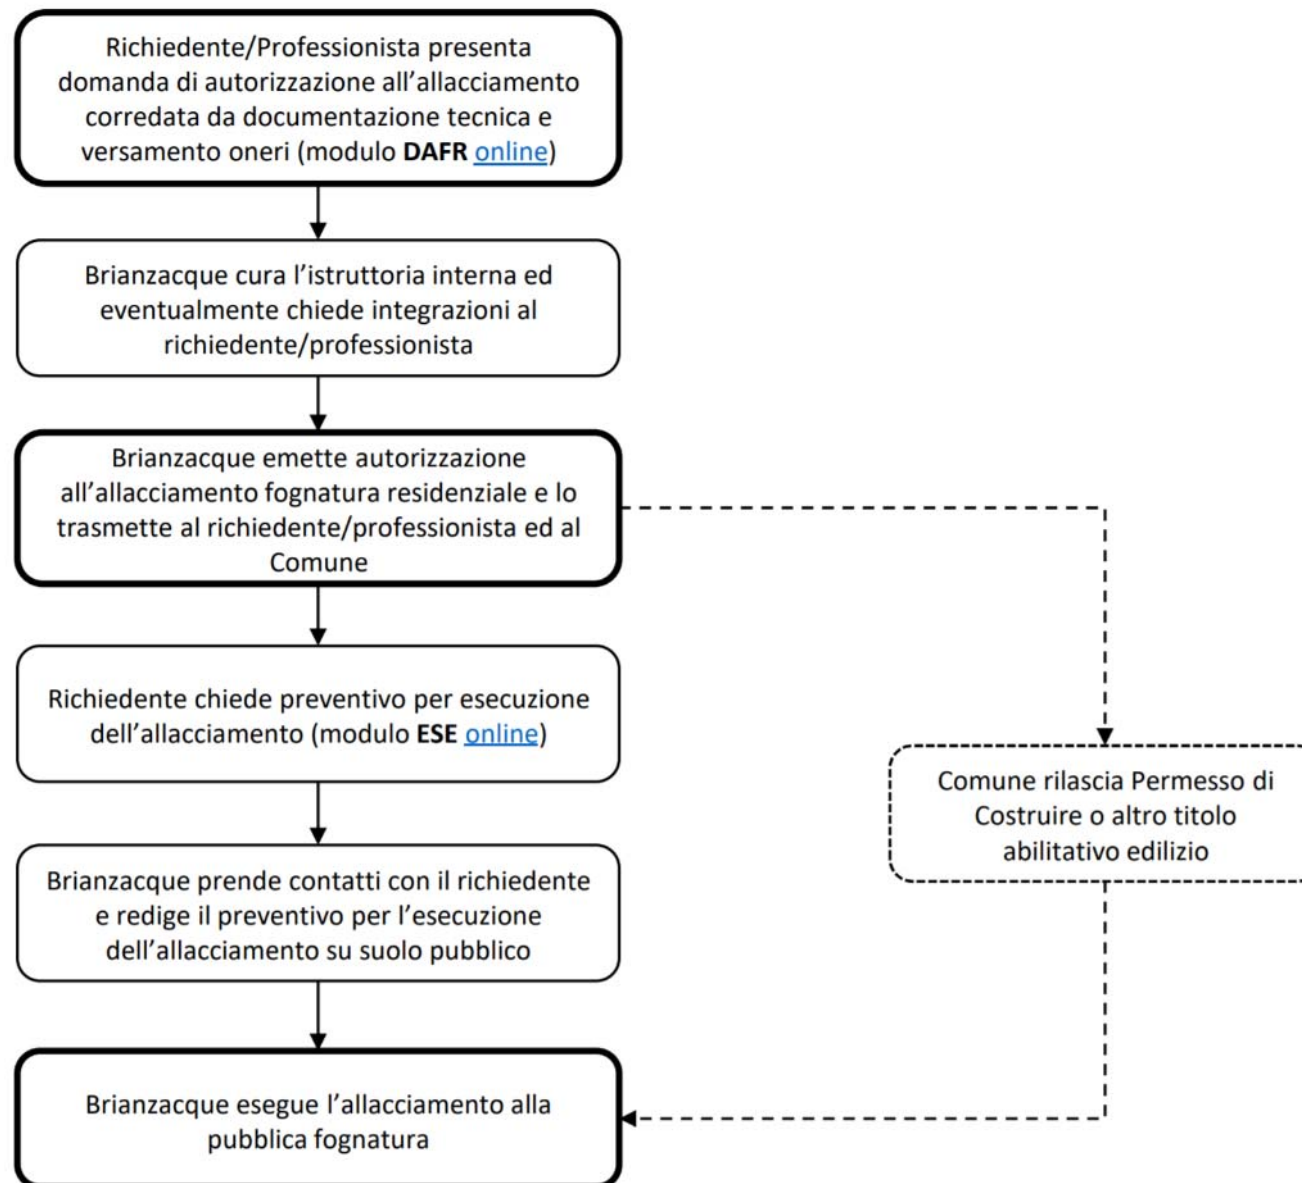 Richiedente/Professionista presenta
domanda di autorizzazione all’allacciamento
corredata da documentazione tecnica e
versamento oneri (modulo DAFR online)
Brianzacque cura l’istruttoria interna ed
eventualmente chiede integrazioni al
richiedente/professionista
Brianzacque emette autorizzazione
all’allacciamento fognatura residenziale e lo
trasmette al richiedente/professionista ed al
Comune
Richiedente chiede preventivo per esecuzione
dell’allacciamento (modulo ESE online)
Comune rilascia Permesso di
Costruire o altro titolo
abilitativo edilizio
Brianzacque prende contatti con il richiedente
e redige il preventivo per l’esecuzione
dell’allacciamento su suolo pubblico
Brianzacque esegue l’allacciamento alla
pubblica fognatura